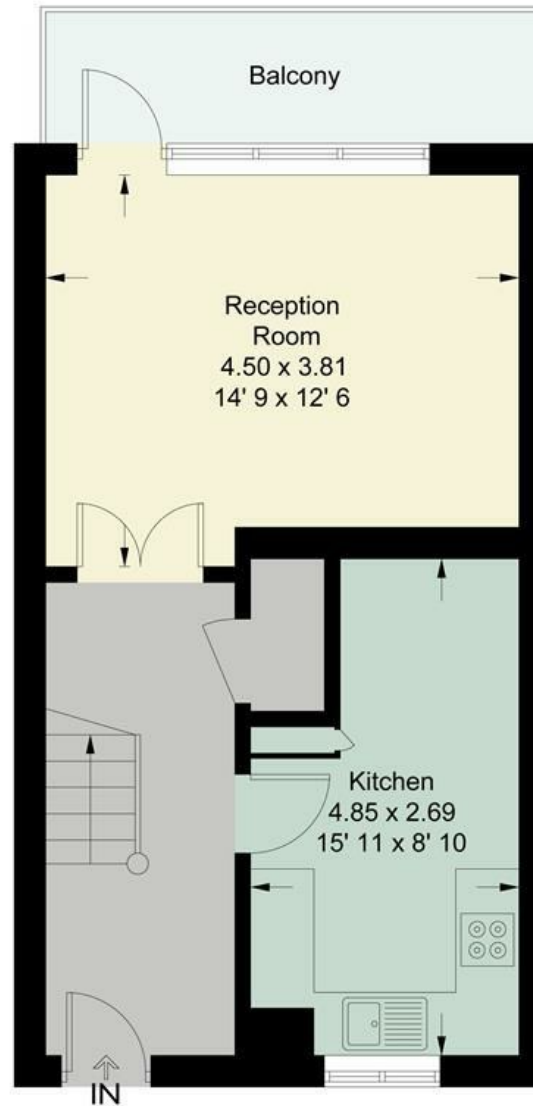 Balcony
Reception
Room
4.50 x 3.81
14' 9 x 12' 6
Kitchen
4.85 x 2.69
15' 11 x 8' 10
IN